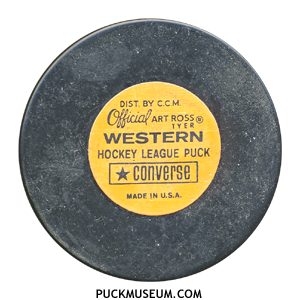 DIST. BY C.C.M.
Official ART ROSS®
TYER
WESTERN
HOCKEY LEAGUE PUCK
★ converse
MADE IN U.S.A.
PUCKMUSEUM.COM